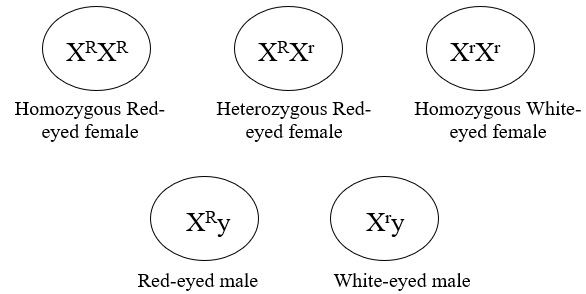 XᴿXᴿ
XᴿXʳ
XʳXʳ
Homozygous Red-
eyed female
Heterozygous Red-
eyed female
Homozygous White-
eyed female
Xᴿy
Xʳy
Red-eyed male
White-eyed male